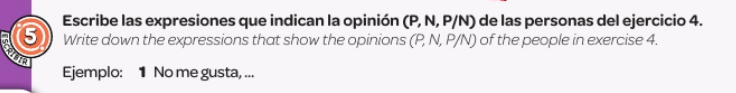 Escribe las expresiones que indican la opinión (P, N, P/N) de las personas del ejercicio 4.
5
Write down the expressions that show the opinions (P, N, P/N) of the people in exercise 4.
ESCRIBIR
Ejemplo: 1 No me gusta, ...